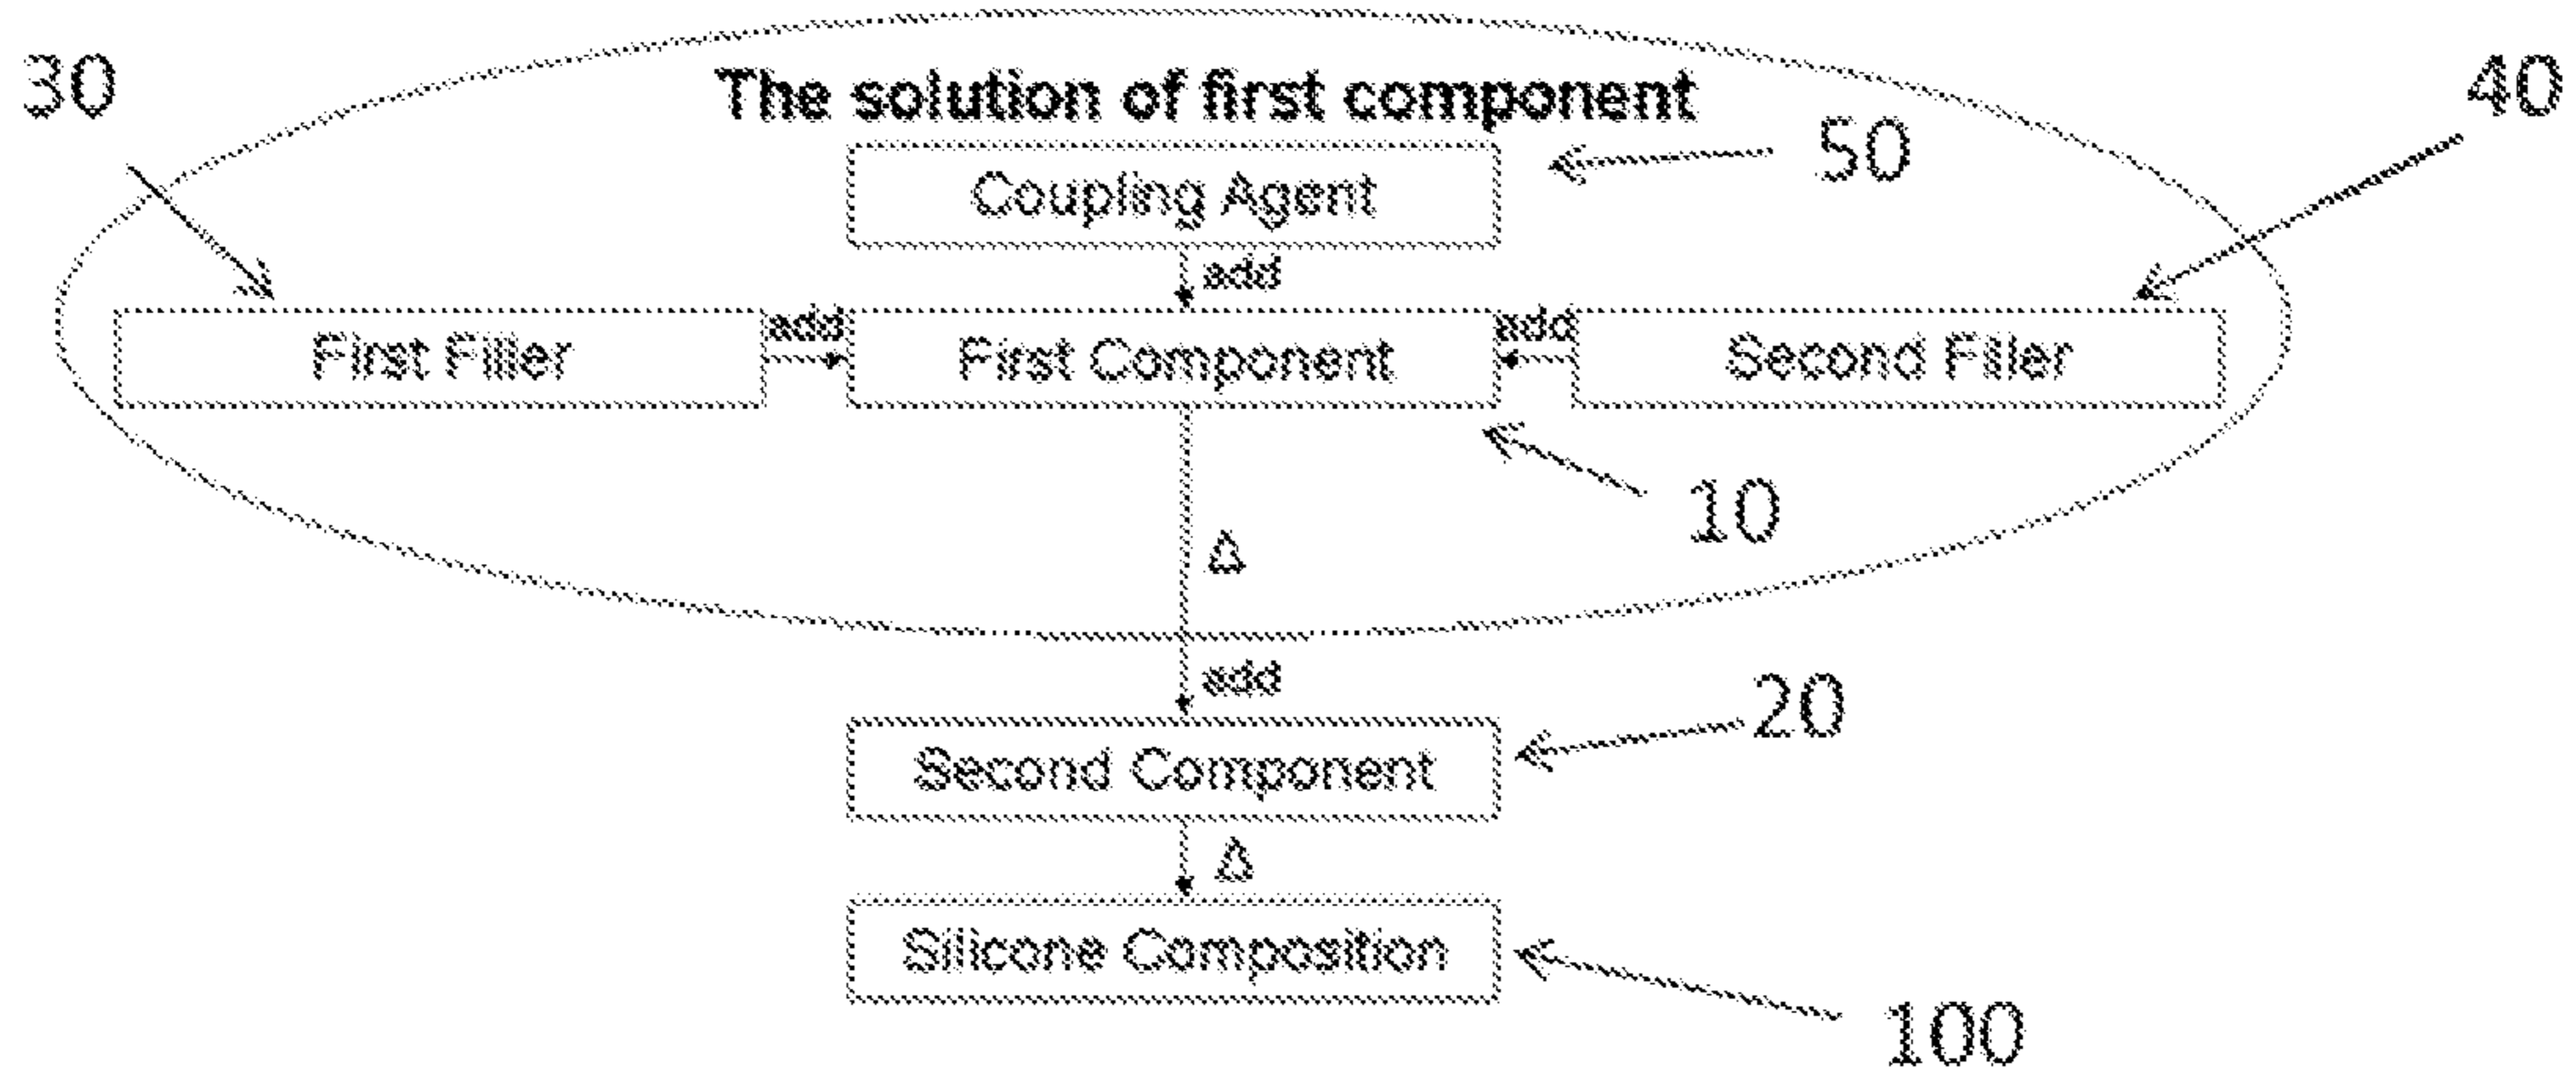 30
The solution of first component
40
50
Coupling Agent
add
First Filler
add
First Component
add
Second Filler
10
Δ
add
20
Second Component
Δ
Silicone Composition
100